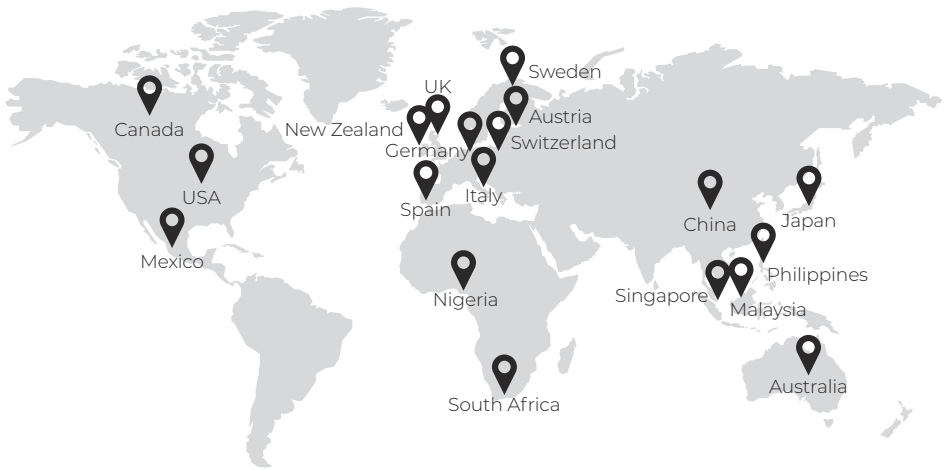 Sweden
UK
Austria
Canada
New Zealand
Switzerland
Germany
USA
Italy
Spain
China
Japan
Mexico
Philippines
Singapore
Nigeria
Malaysia
Australia
South Africa